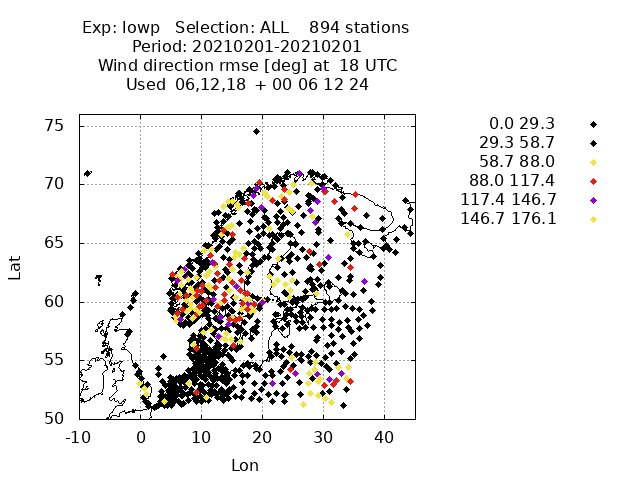 Exp: lowp   Selection: ALL    894 stations
Period: 20210201-20210201
Wind direction rmse [deg] at  18 UTC
Used  06,12,18  + 00 06 12 24
0.0 29.3
29.3 58.7
58.7 88.0
88.0 117.4
117.4 146.7
146.7 176.1
75
70
65
60
55
50
Lat
-10 0 10 20 30 40
Lon